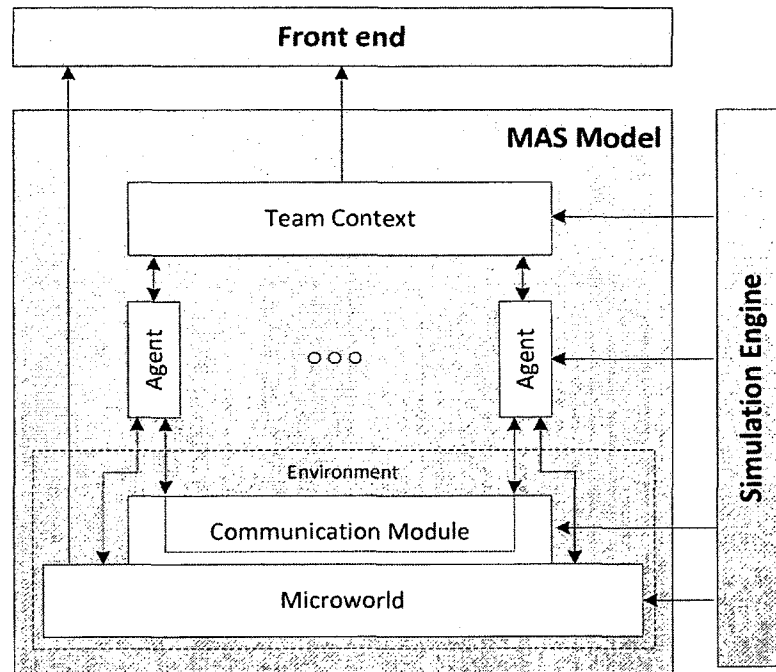 Front end
MAS Model
Team Context
Agent
Agent
Simulation Engine
Environment
Communication Module
Microworld